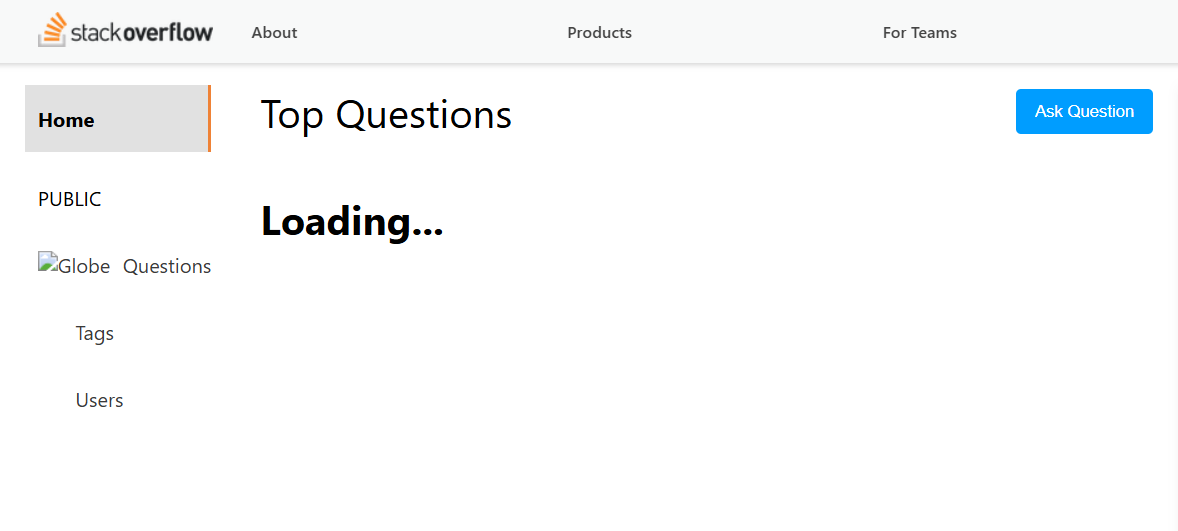 stackoverflow About Products For Teams
Home
Top Questions
Ask Question
PUBLIC
Loading...
Globe Questions
Tags
Users